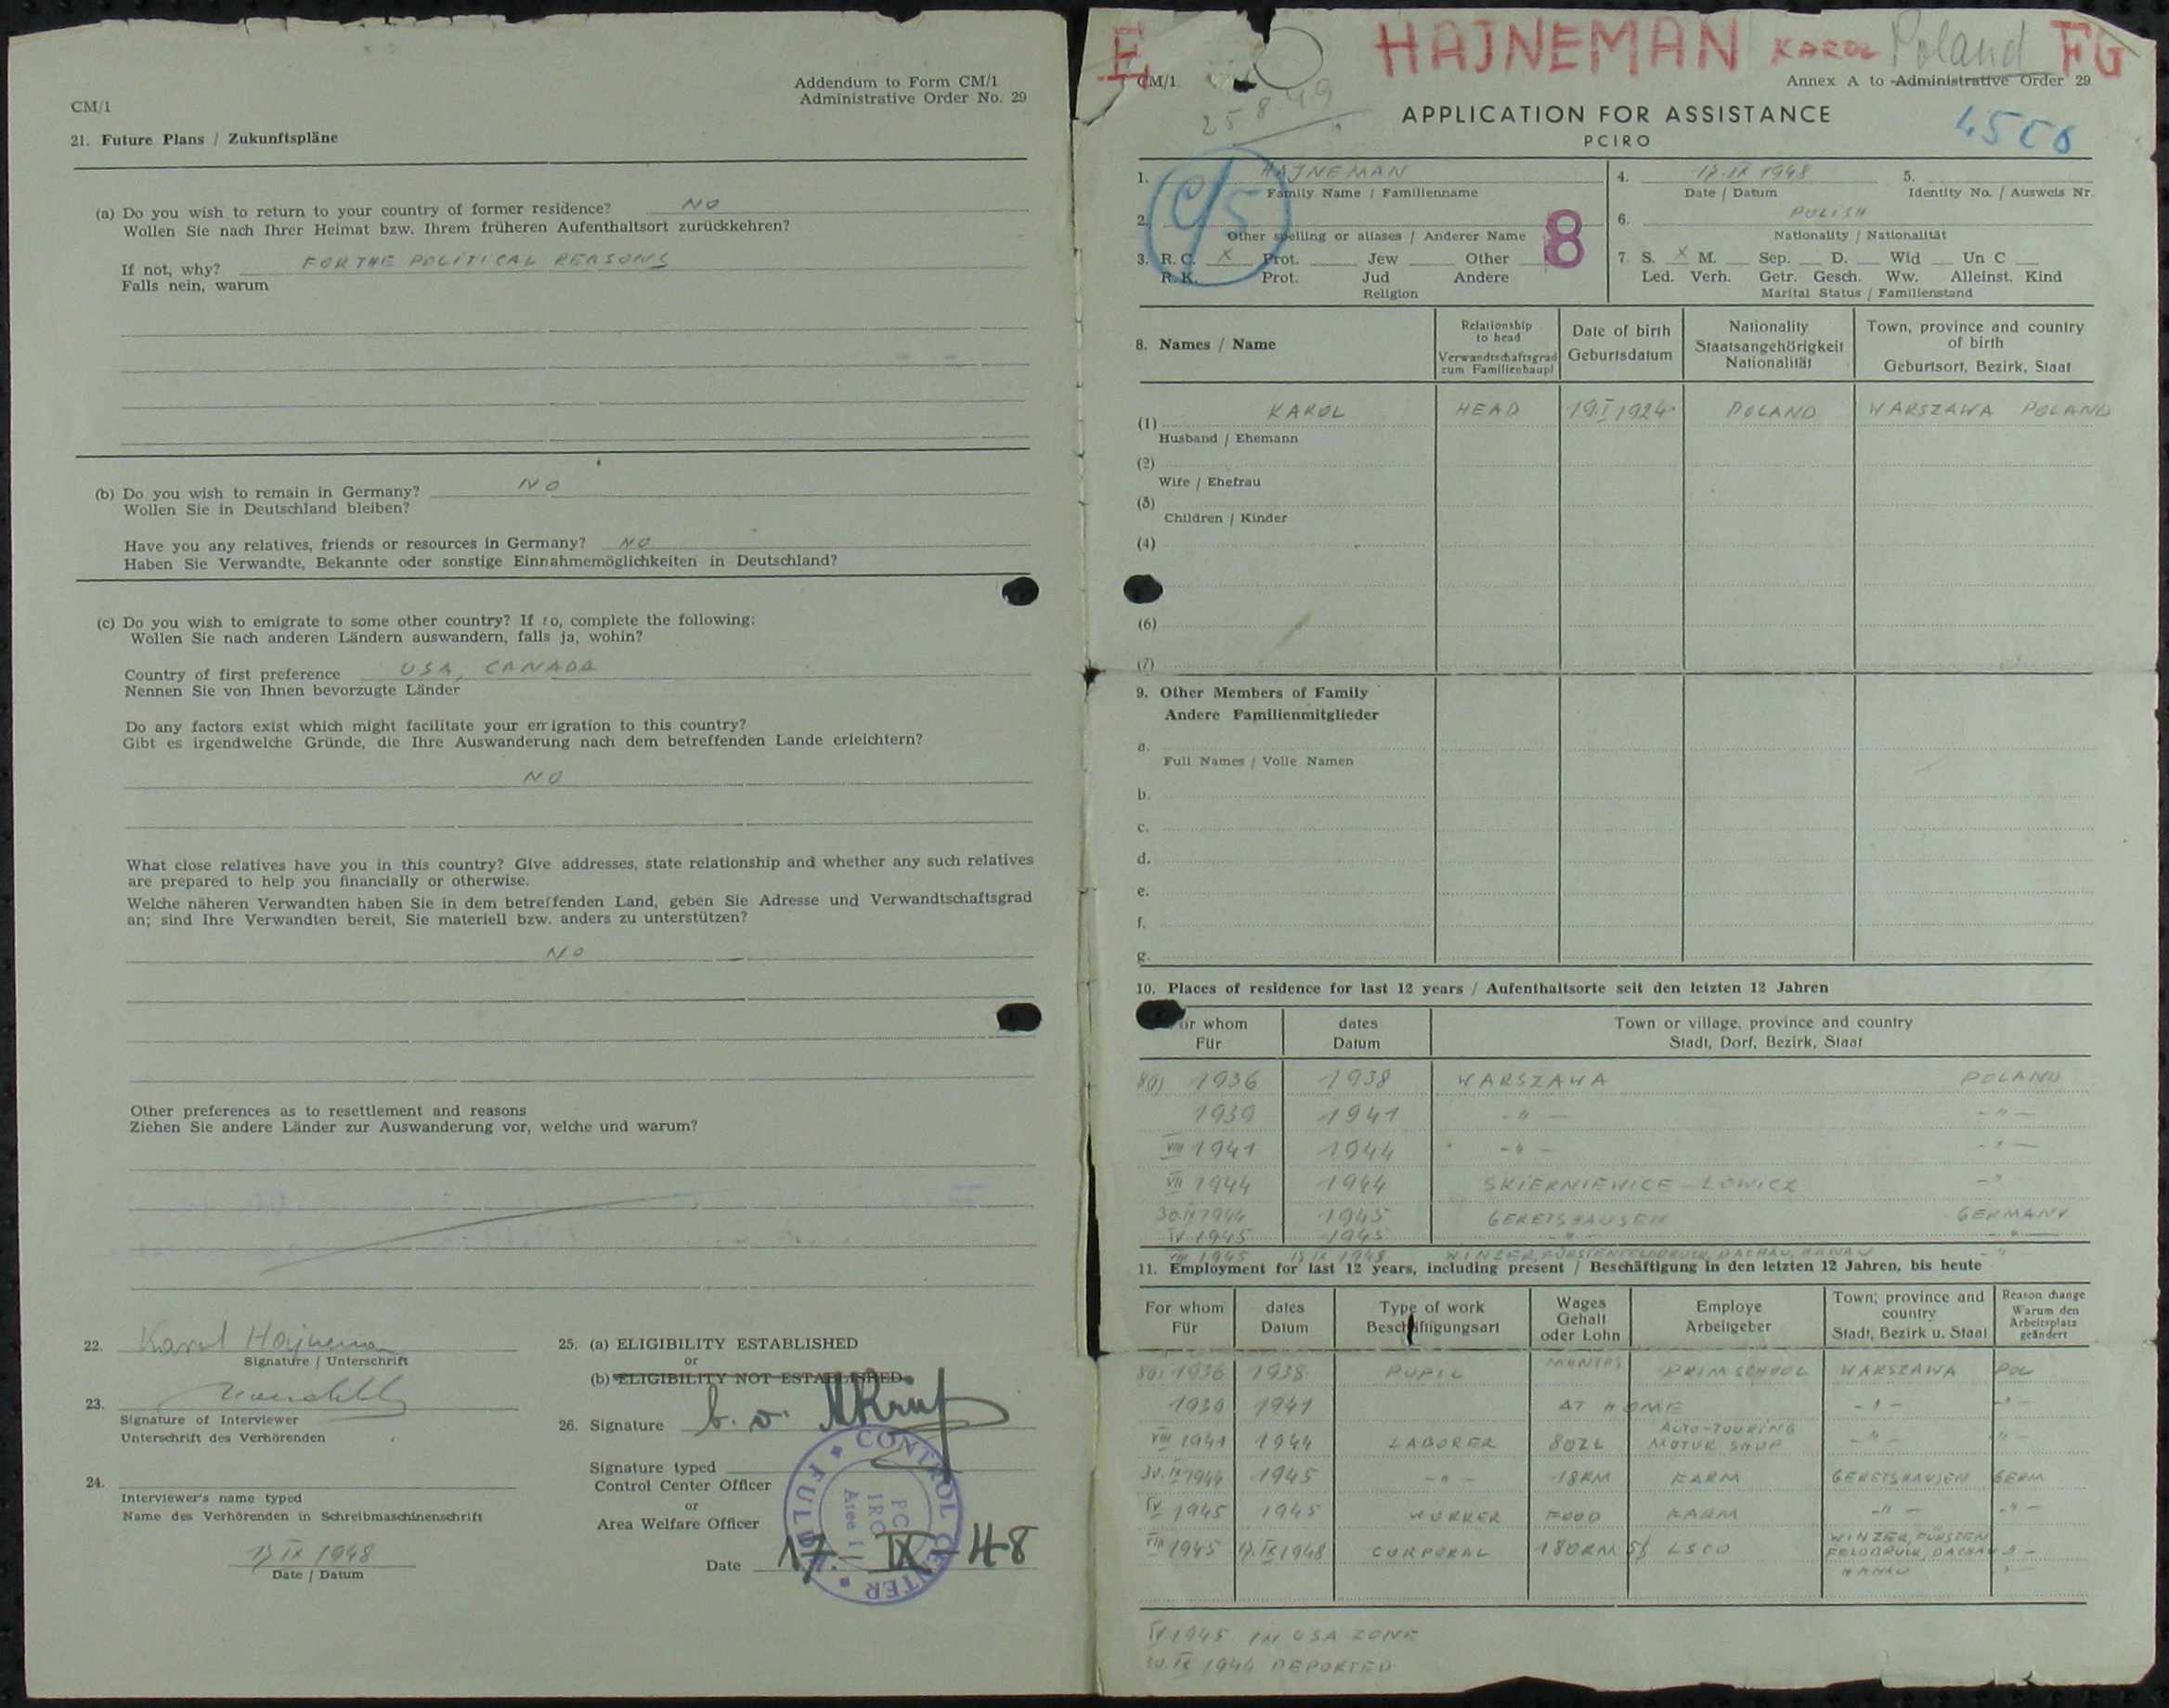 Addendum to Form CM/1
CM/1
Administrative Order No. 29
21. Future Plans / Zukunftspläne
(a) Do you wish to return to your country of former residence? NO
Wollen Sie nach Ihrer Heimat bzw. Ihrem früheren Aufenthaltsort zurückkehren?
If not, why? FOR THE POLITICAL REASONS
Falls nein, warum
(b) Do you wish to remain in Germany? NO
Wollen Sie in Deutschland bleiben?
Have you any relatives, friends or resources in Germany? NO
Haben Sie Verwandte, Bekannte oder sonstige Einnahmemöglichkeiten in Deutschland?
(c) Do you wish to emigrate to some other country? If so, complete the following:
Wollen Sie nach anderen Ländern auswandern, falls ja, wohin?
Country of first preference USA, CANADA
Nennen Sie von Ihnen bevorzugte Länder
Do any factors exist which might facilitate your emigration to this country?
Gibt es irgendwelche Gründe, die Ihre Auswanderung nach dem betreffenden Lande erleichtern?
NO
What close relatives have you in this country? Give addresses, state relationship and whether any such relatives
are prepared to help you financially or otherwise.
Welche näheren Verwandten haben Sie in dem betreffenden Land, geben Sie Adresse und Verwandtschaftsgrad
an; sind Ihre Verwandten bereit, Sie materiell bzw. anders zu unterstützen?
NO
Other preferences as to resettlement and reasons
Ziehen Sie andere Länder zur Auswanderung vor, welche und warum?
22. Karol Hajneman
Signature / Unterschrift
23.
Signature of Interviewer
Unterschrift des Verhörenden
24.
Interviewer's name typed
Name des Verhörenden in Schreibmaschinenschrift
17 IX 1948
Date / Datum
25. (a) ELIGIBILITY ESTABLISHED
or
(b) ELIGIBILITY NOT ESTABLISHED
26. Signature
Signature typed
Control Center Officer
or
Area Welfare Officer
Date 17. IX-48
CONTROL CENTER FULDA
PC
IRO
Area 1
E HAJNEMAN KAROL Poland FG
CM/1
Annex A to Administrative Order 29
25 8 49
APPLICATION FOR ASSISTANCE
PCIRO
1. HAJNEMAN
Family Name / Familienname
4. 17. IX 1948
Date / Datum
5.
Identity No. / Ausweis Nr.
2.
Other spelling or aliases / Anderer Name
8
6. POLISH
Nationality / Nationalität
3. R. C. X Prot. Jew Other
R. K. Prot. Jud Andere
Religion
7. S. X M. Sep. D. Wid Un C
Led. Verh. Getr. Gesch. Ww. Alleinst. Kind
Marital Status / Familienstand
8. Names / Name
Relationship to head
Verwandtschaftsgrad zum Familienhaupt
Date of birth
Geburtsdatum
Nationality
Staatsangehörigkeit
Nationalität
Town, province and country of birth
Geburtsort, Bezirk, Staat
(1) KAROL HEAD 19.I 1924 POLAND WARSZAWA POLAND
Husband / Ehemann
(2)
Wife / Ehefrau
(3)
Children / Kinder
(4)
(6)
(7)
9. Other Members of Family
Andere Familienmitglieder
a.
Full Names / Volle Namen
b.
c.
d.
e.
f.
g.
10. Places of residence for last 12 years / Aufenthaltsorte seit den letzten 12 Jahren
For whom
Für
dates
Datum
Town or village, province and country
Stadt, Dorf, Bezirk, Staat
1936 1938 WARSZAWA POLAND
1939 1941 -"- -"-
VIII 1941 1944 -"- -"-
VII 1944 1944 SKIERNIEWICE - LOWICZ -"
30.IX 1944 1945 GERETSHAUSEN GERMANY
IV 1945 1945 -"- -"-
VIII 1945 17 IX 1948 WINZER, FÜRSTENFELDBRUCK, DACHAU, HANAU -"
11. Employment for last 12 years, including present / Beschäftigung in den letzten 12 Jahren, bis heute
For whom
Für
dates
Datum
Type of work
Beschäftigungsart
Wages
Gehalt
oder Lohn
Employe
Arbeitgeber
Town; province and country
Stadt, Bezirk u. Staat
Reason change
Warum den
Arbeitsplatz
geändert
1936 1938 PUPIL PRIM SCHOOL WARSZAWA POL
1939 1941 AT HOME -"- -"-
VIII 1941 1944 LABORER 80ZL AUTO-TOURING MOTOR SHOP -"- -"-
30.IX 1944 1945 -"- 18RM FARM GERETSHAUSEN GERM
IV 1945 1945 WORKER FOOD FARM -"- -"-
VIII 1945 17.IX 1948 CORPORAL 180RM LSCO WINZER, FÜRSTEN
FELDBRUCK, DACHAU
HANAU
IV 1945 IN USA ZONE
30. IX 1944 DEPORTED